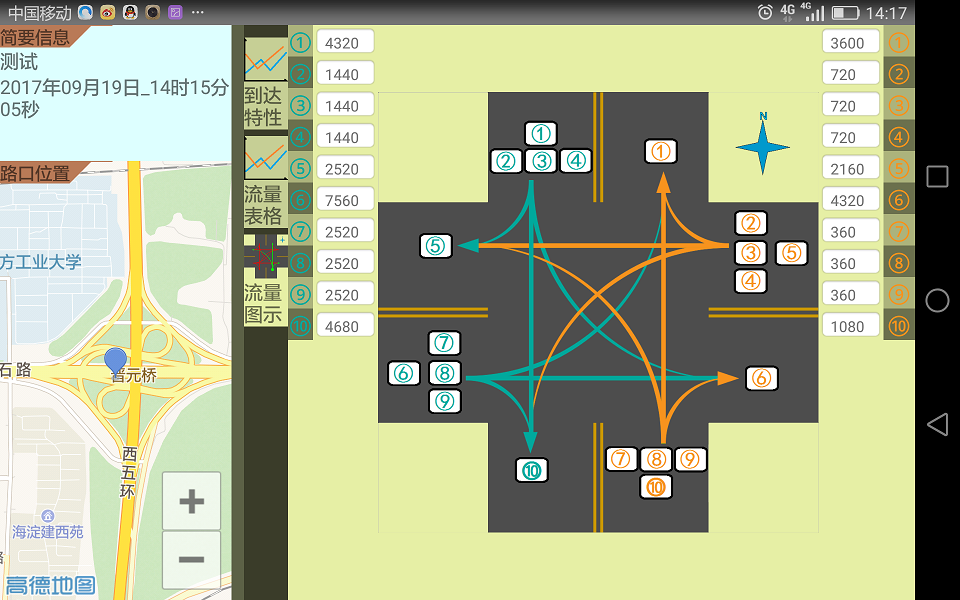 中国移动
4G
4G
14:17
简要信息
测试
2017年09月19日_14时15分
05秒
路口位置
方工业大学
石路
晋元桥
西五环
海淀建西苑
高德地图
+
−
到达
特性
流量
表格
流量
图示
① 4320
② 1440
③ 1440
④ 1440
⑤ 2520
⑥ 7560
⑦ 2520
⑧ 2520
⑨ 2520
⑩ 4680
①
② ③ ④
⑤
⑦
⑥ ⑧
⑨
⑩
①
N
②
③ ⑤
④
⑥
⑦ ⑧ ⑨
⑩
3600 ①
720 ②
720 ③
720 ④
2160 ⑤
4320 ⑥
360 ⑦
360 ⑧
360 ⑨
1080 ⑩